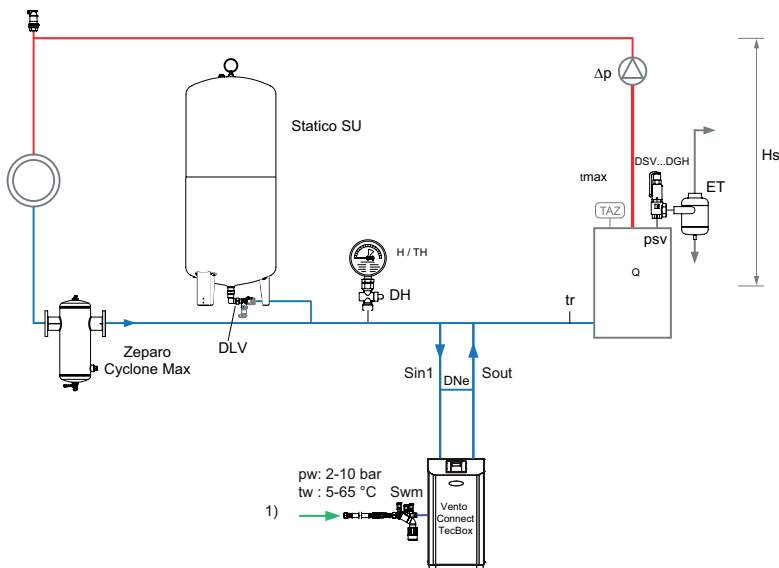 Δp
Statico SU
Hs
DSV...DGH
tmax
ET
TAZ
psv
H / TH
Q
DH
tr
DLV
Zeparo
Cyclone Max
Sin1
DNe
Sout
pw: 2-10 bar
tw : 5-65 °C
Swm
1)
Vento
Connect
TecBox